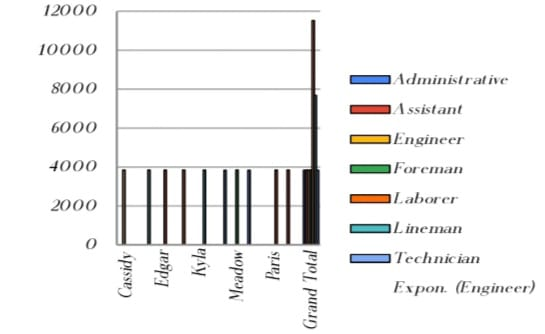 12000
10000
8000
6000
4000
2000
0
Cassidy
Edgar
Kyla
Meadow
Paris
Grand Total
Administrative
Assistant
Engineer
Foreman
Laborer
Lineman
Technician
Expon. (Engineer)